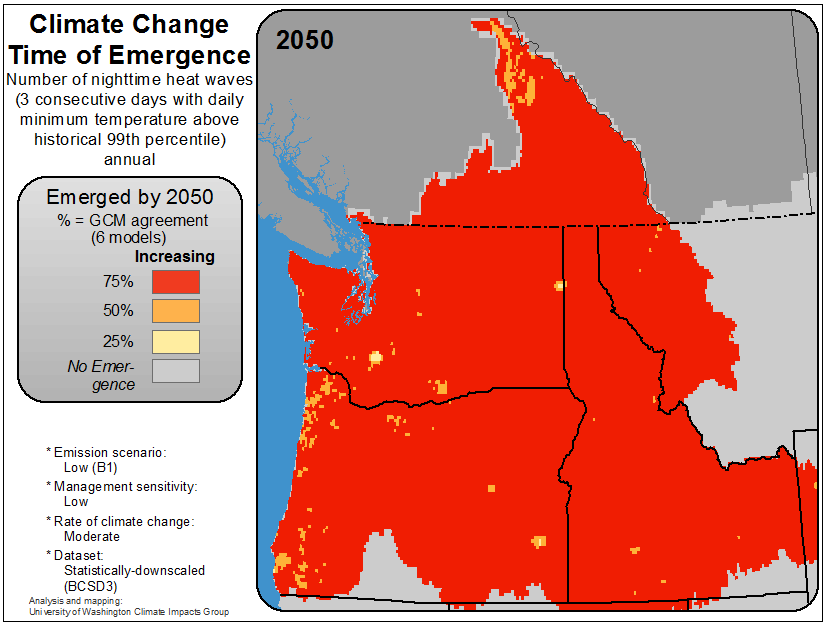 Climate Change
Time of Emergence
Number of nighttime heat waves
(3 consecutive days with daily
minimum temperature above
historical 99th percentile)
annual
Emerged by 2050
% = GCM agreement
(6 models)
Increasing
75%
50%
25%
No Emer-
gence
* Emission scenario:
Low (B1)
* Management sensitivity:
Low
* Rate of climate change:
Moderate
* Dataset:
Statistically-downscaled
(BCSD3)
Analysis and mapping:
University of Washington Climate Impacts Group
2050